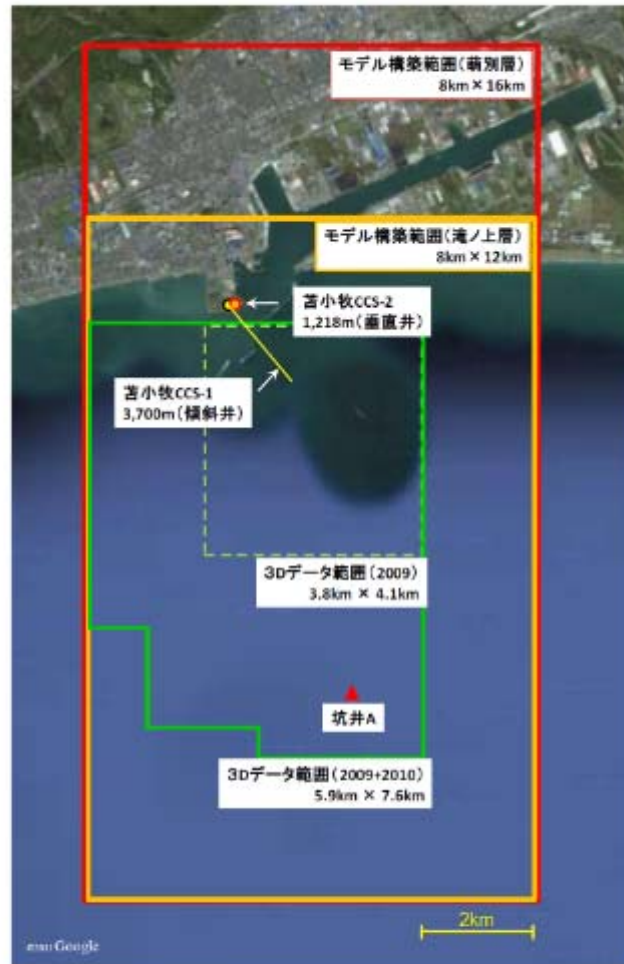 モデル構築範囲(萌別層)
8km×16km
モデル構築範囲(滝ノ上層)
8km×12km
苫小牧CCS-2
1,218m(垂直井)
苫小牧CCS-1
3,700m(傾斜井)
3Dデータ範囲(2009)
3.8km × 4.1km
坑井A
3Dデータ範囲(2009+2010)
5.9km × 7.6km
2km
Google